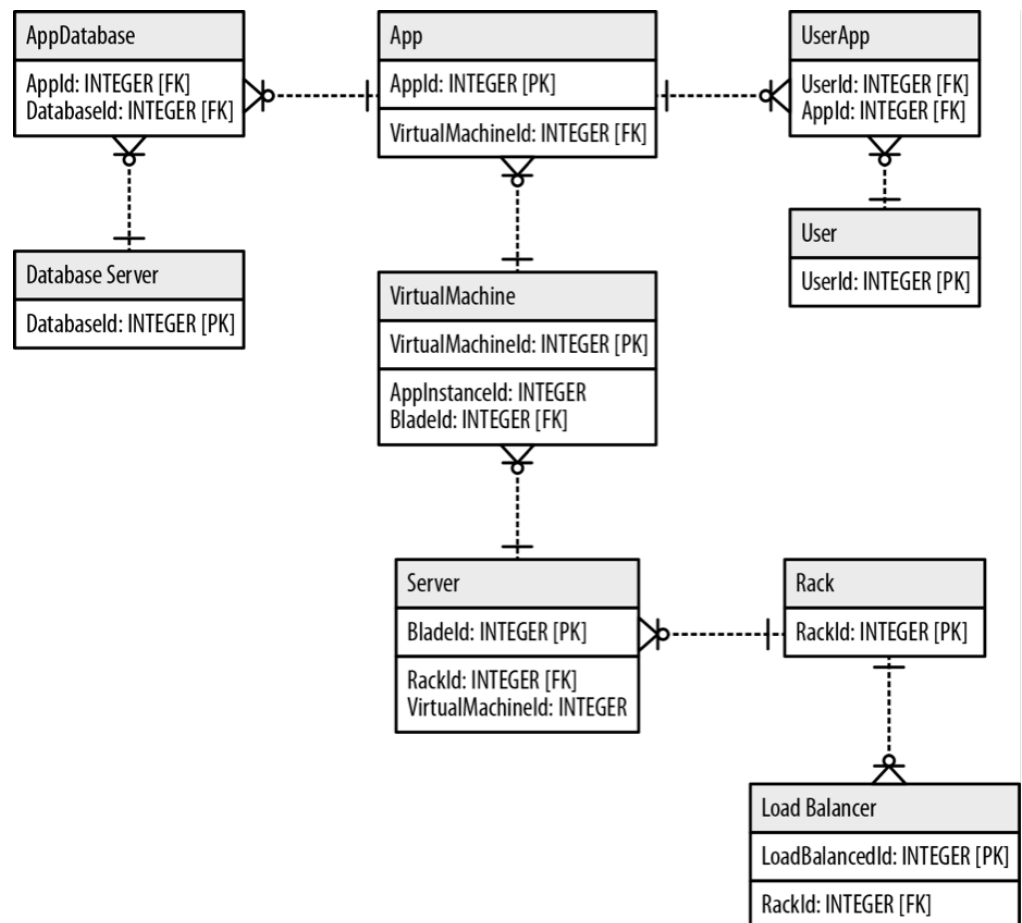 AppDatabase
AppId: INTEGER [FK]
DatabaseId: INTEGER [FK]
App
AppId: INTEGER [PK]
VirtualMachineId: INTEGER [FK]
UserApp
UserId: INTEGER [FK]
AppId: INTEGER [FK]
User
UserId: INTEGER [PK]
Database Server
DatabaseId: INTEGER [PK]
VirtualMachine
VirtualMachineId: INTEGER [PK]
AppInstanceId: INTEGER
BladeId: INTEGER [FK]
Server
BladeId: INTEGER [PK]
RackId: INTEGER [FK]
VirtualMachineId: INTEGER
Rack
RackId: INTEGER [PK]
Load Balancer
LoadBalancedId: INTEGER [PK]
RackId: INTEGER [FK]